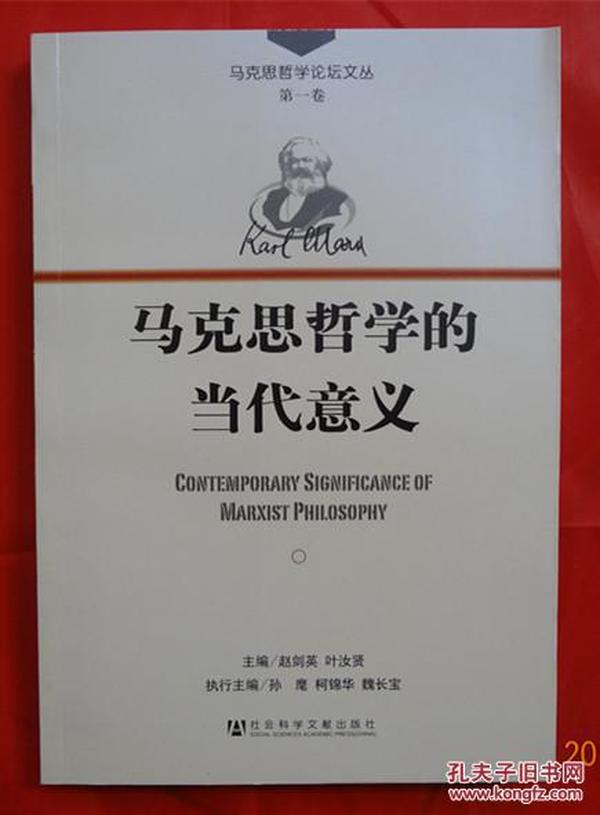 马克思哲学论坛文丛
第一卷
Karl Marx
马克思哲学的
当代意义
CONTEMPORARY SIGNIFICANCE OF
MARXIST PHILOSOPHY
主编/赵剑英 叶汝贤
执行主编/孙 麾 柯锦华 魏长宝
社会科学文献出版社
SOCIAL SCIENCES ACADEMIC PRESS(CHINA)
20
孔夫子旧书网
www.kongfz.com